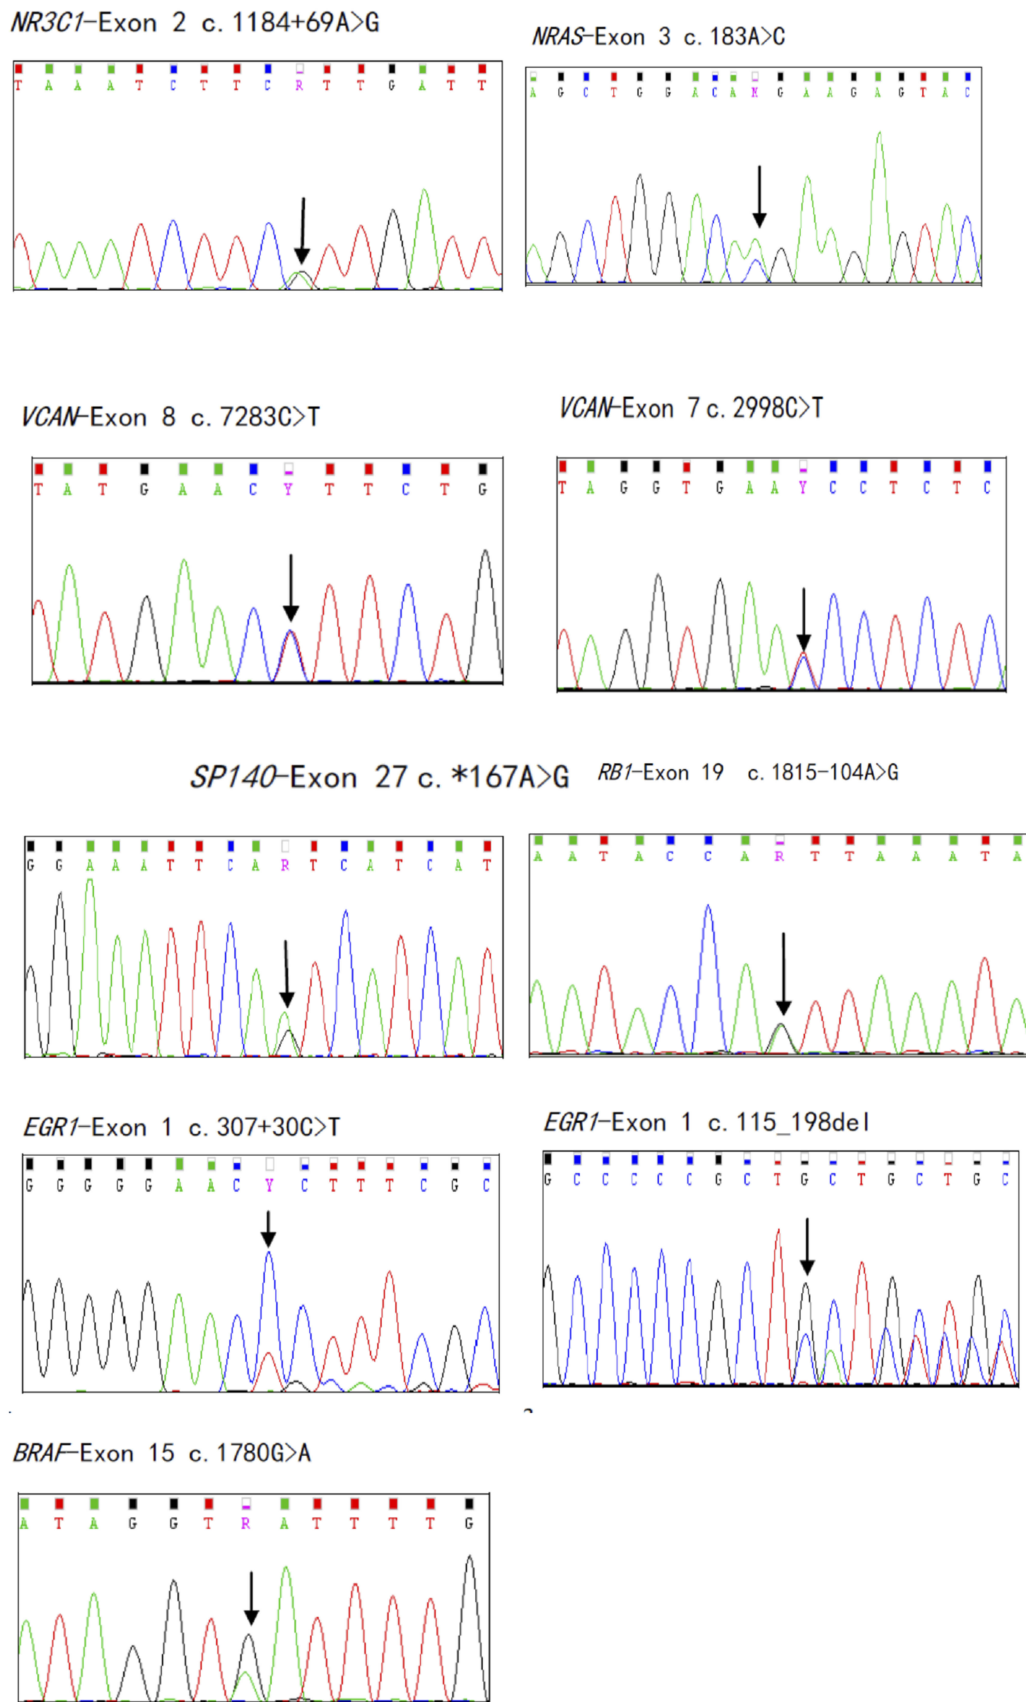 NR3C1-Exon 2 c.1184+69A>G
NRAS-Exon 3 c.183A>C
T A A A T C T T C R T T G A T T
A G C T G G A C A M G A A G A G T A C
VCAN-Exon 8 c.7283C>T
VCAN-Exon 7 c.2998C>T
T A T G A A C Y T T C T G
T A G G T G A A Y C C T C T C
SP140-Exon 27 c.*167A>G
RB1-Exon 19 c.1815-104A>G
G G A A A T T C A R T C A T C A T
A A T A C C A R T T A A A T A
EGR1-Exon 1 c.307+30C>T
EGR1-Exon 1 c.115_198del
G G G G G A A C Y C T T T C G C
G C C C C C G C T G C T G C T G C
BRAF-Exon 15 c.1780G>A
A T A G G T R A T T T T G